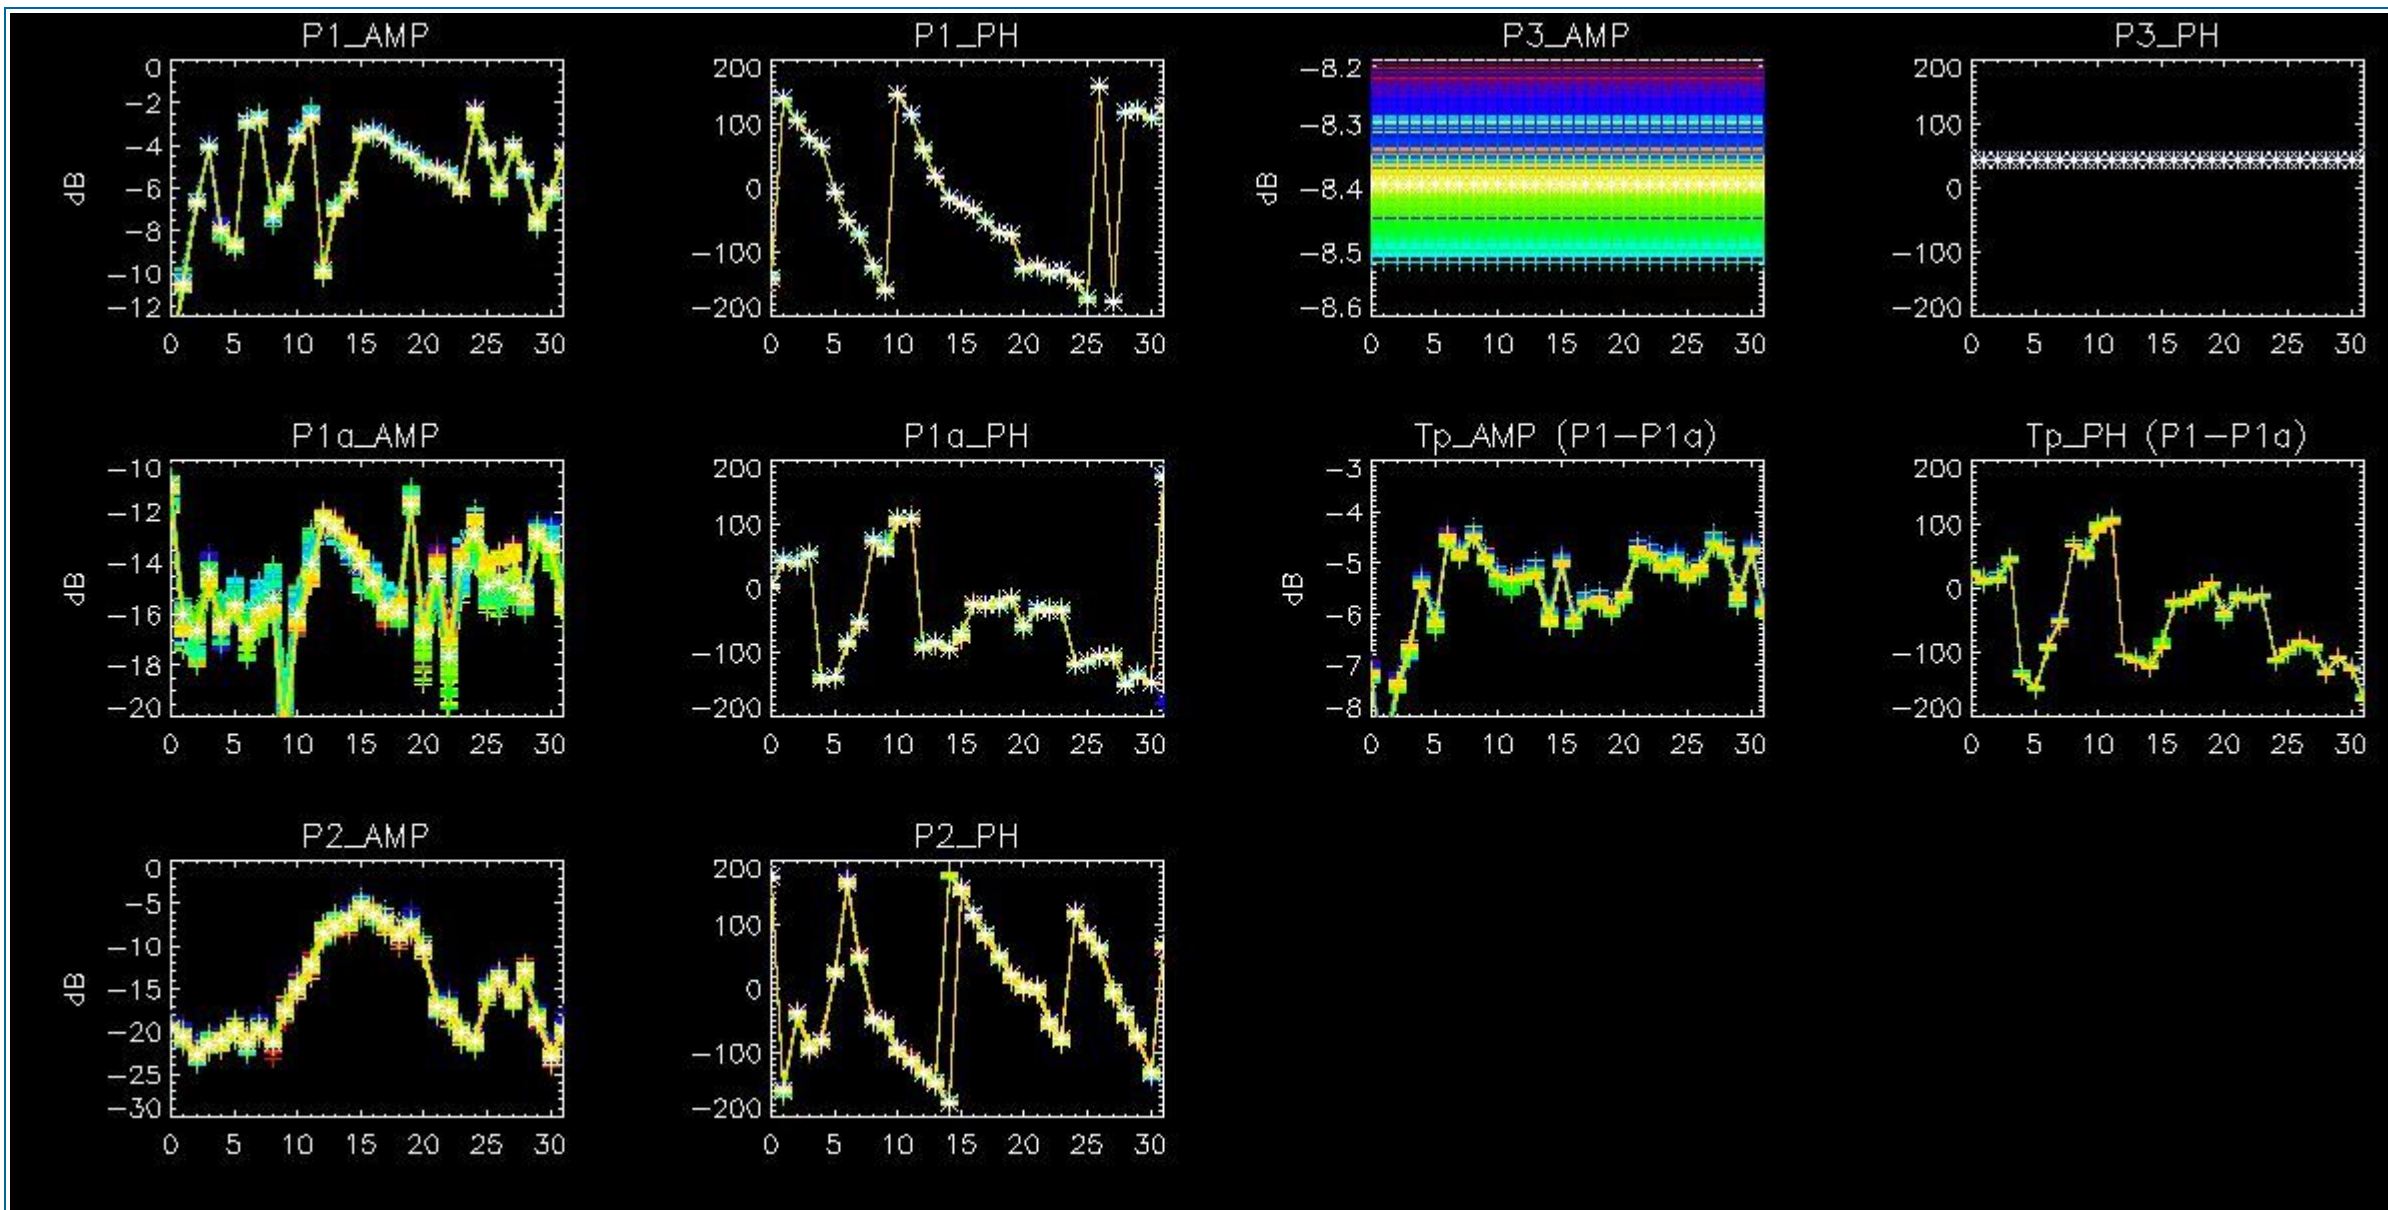 P1_AMP
0
−2
−4
−6
−8
−10
−12
dB
0 5 10 15 20 25 30
P1_PH
200
100
0
−100
−200
0 5 10 15 20 25 30
P3_AMP
−8.2
−8.3
−8.4
−8.5
−8.6
dB
0 5 10 15 20 25 30
P3_PH
200
100
0
−100
−200
0 5 10 15 20 25 30
P1a_AMP
−10
−12
−14
−16
−18
−20
dB
0 5 10 15 20 25 30
P1a_PH
200
100
0
−100
−200
0 5 10 15 20 25 30
Tp_AMP (P1−P1a)
−3
−4
−5
−6
−7
−8
dB
0 5 10 15 20 25 30
Tp_PH (P1−P1a)
200
100
0
−100
−200
0 5 10 15 20 25 30
P2_AMP
0
−5
−10
−15
−20
−25
−30
dB
0 5 10 15 20 25 30
P2_PH
200
100
0
−100
−200
0 5 10 15 20 25 30